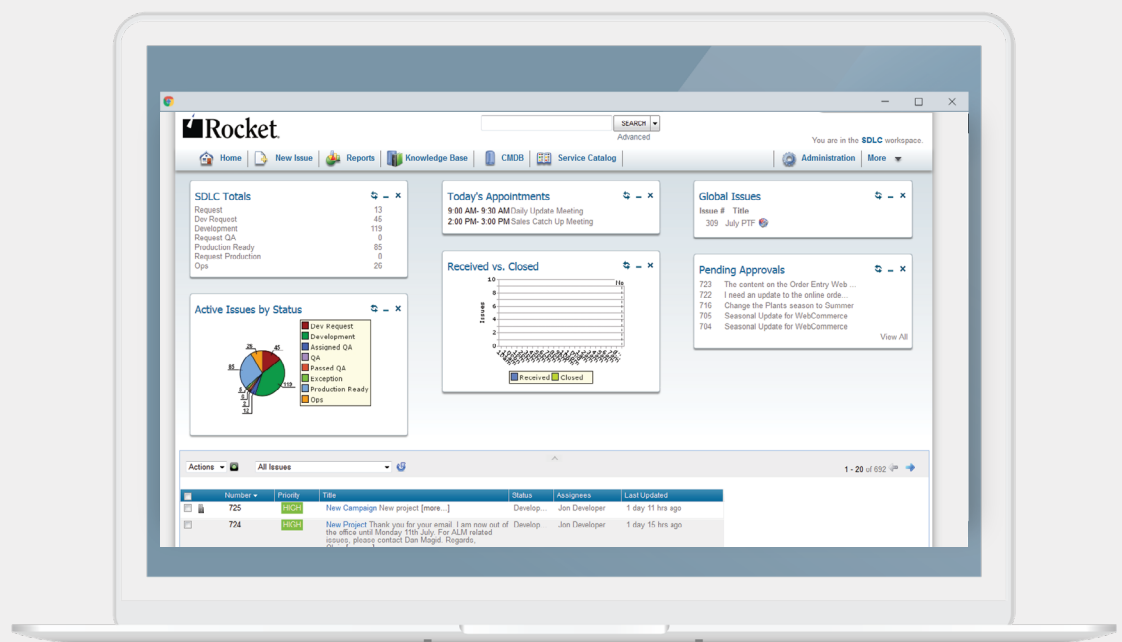 Rocket.
SEARCH
Advanced
You are in the SDLC workspace.
Home
New Issue
Reports
Knowledge Base
CMDB
Service Catalog
Administration
More
SDLC Totals
Request 13
Dev Request 46
Development 119
Request QA 0
Production Ready 85
Request Production 0
Ops 26
Active Issues by Status
Dev Request
Development
Assigned QA
QA
Passed QA
Exception
Production Ready
Ops
26
45
85
119
2
12
Today's Appointments
9:00 AM- 9:30 AM Daily Update Meeting
2:00 PM- 3:00 PM Sales Catch Up Meeting
Received vs. Closed
No
Issues
10
8
6
4
2
0
Received
Closed
Global Issues
Issue # Title
309 July PTF
Pending Approvals
723 The content on the Order Entry Web ...
722 I need an update to the online orde...
716 Change the Plants season to Summer
705 Seasonal Update for WebCommerce
704 Seasonal Update for WebCommerce
View All
Actions
All Issues
1 - 20 of 692
Number Priority Title Status Assignees Last Updated
725 HIGH New Campaign New project [more...] Develop... Jon Developer 1 day 11 hrs ago
724 HIGH New Project Thank you for your email. I am now out of Develop... Jon Developer 1 day 15 hrs ago
the office until Monday 11th July. For ALM related
issues, please contact Dan Magid. Regards,